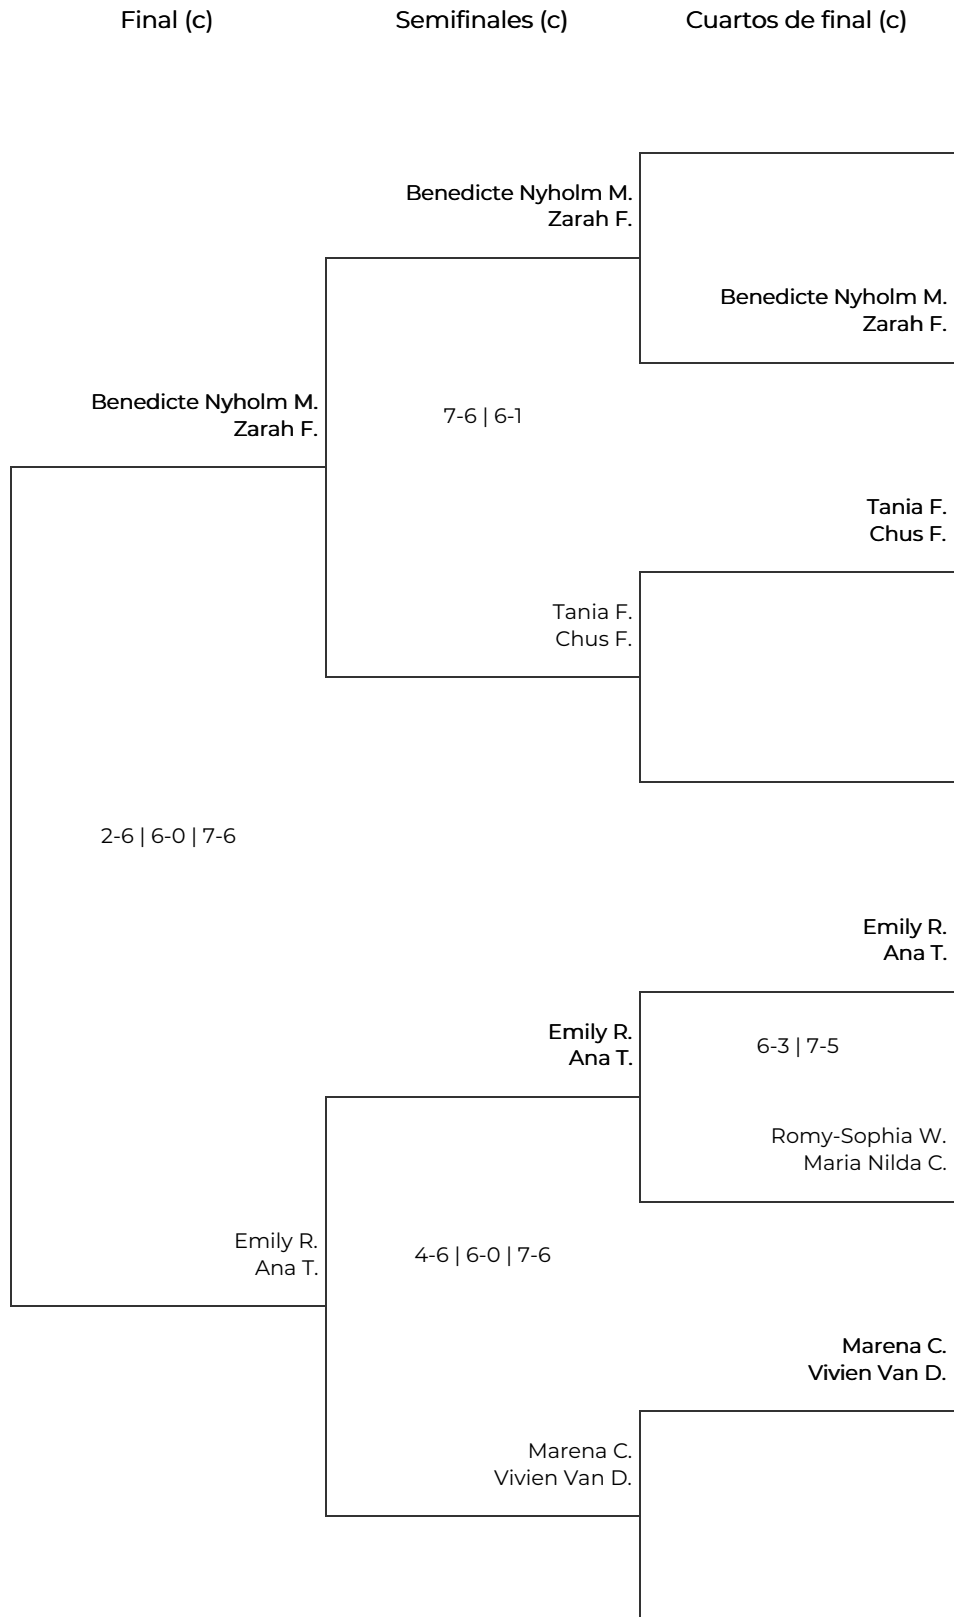 Final (c)
Semifinales (c)
Cuartos de final (c)
Benedicte Nyholm M.
Zarah F.
Benedicte Nyholm M.
Zarah F.
Benedicte Nyholm M.
Zarah F.
7-6 | 6-1
Tania F.
Chus F.
Tania F.
Chus F.
2-6 | 6-0 | 7-6
Emily R.
Ana T.
Emily R.
Ana T.
6-3 | 7-5
Romy-Sophia W.
Maria Nilda C.
Emily R.
Ana T.
4-6 | 6-0 | 7-6
Marena C.
Vivien Van D.
Marena C.
Vivien Van D.